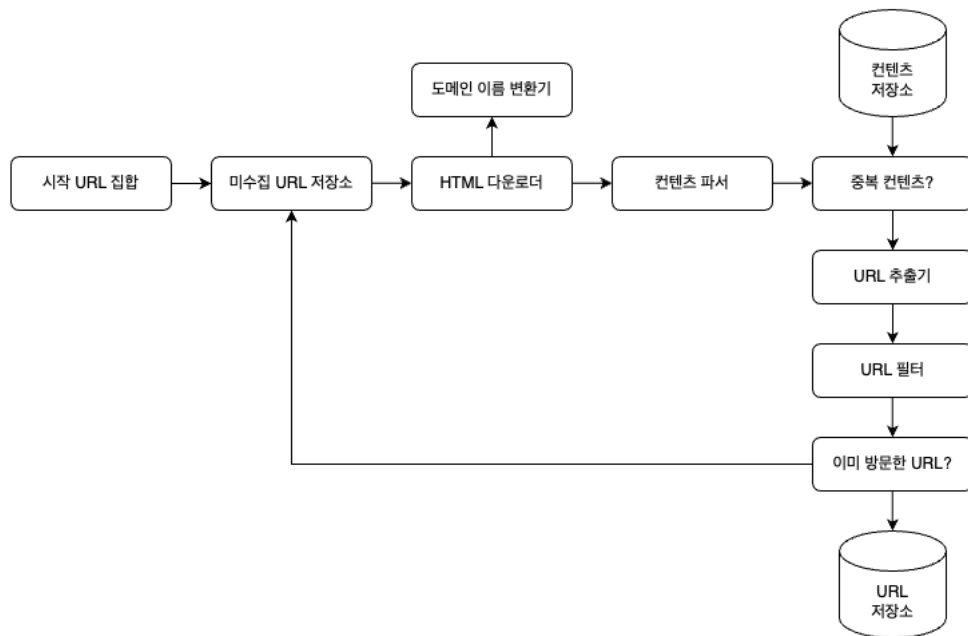 컨텐츠
저장소
도메인 이름 변환기
시작 URL 집합
미수집 URL 저장소
HTML 다운로더
컨텐츠 파서
중복 컨텐츠?
URL 추출기
URL 필터
이미 방문한 URL?
URL
저장소